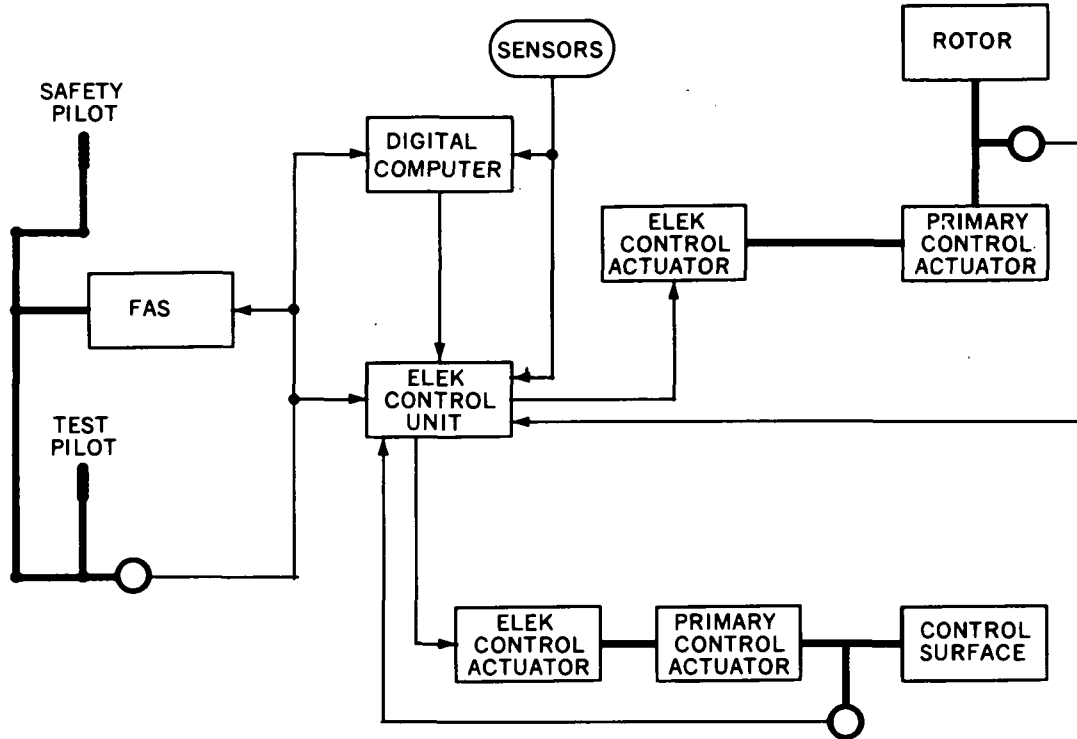 SENSORS
ROTOR
SAFETY
PILOT
DIGITAL
COMPUTER
ELEK
CONTROL
ACTUATOR
PRIMARY
CONTROL
ACTUATOR
FAS
ELEK
CONTROL
UNIT
TEST
PILOT
ELEK
CONTROL
ACTUATOR
PRIMARY
CONTROL
ACTUATOR
CONTROL
SURFACE